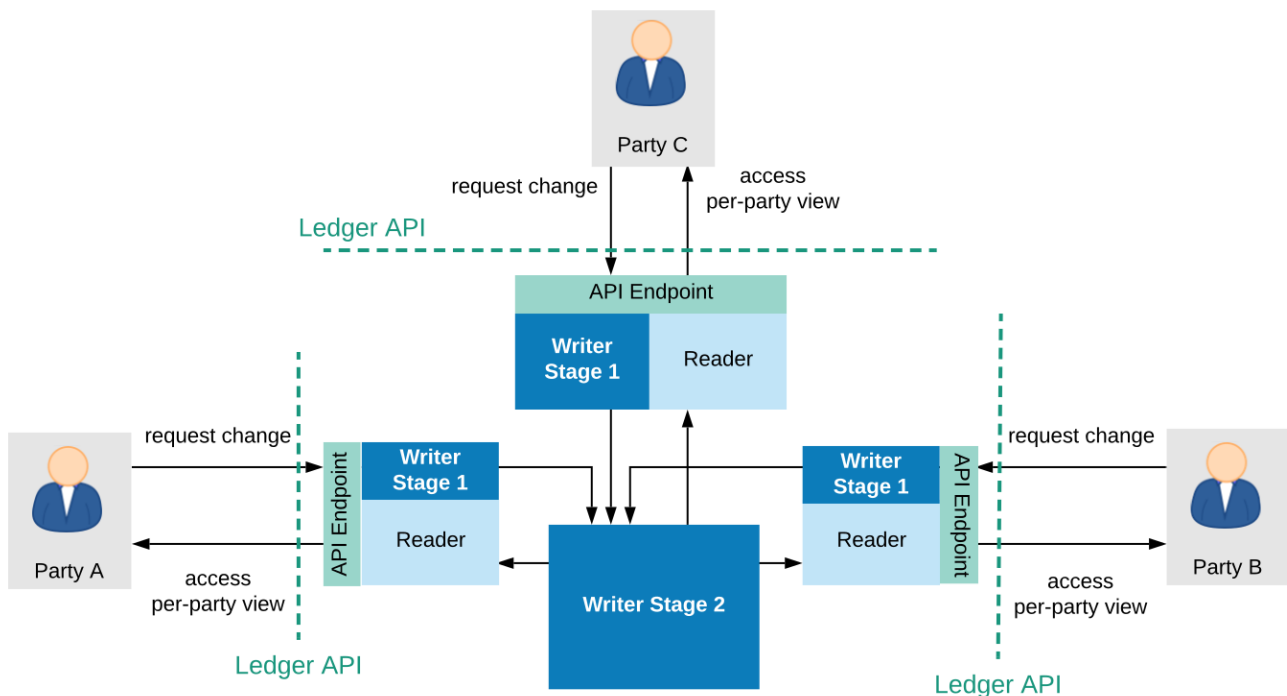 Party C
request change
access
per-party view
Ledger API
API Endpoint
Writer
Stage 1
Reader
Party A
request change
access
per-party view
Ledger API
API Endpoint
Writer
Stage 1
Reader
Writer Stage 2
Writer
Stage 1
Reader
API Endpoint
request change
access
per-party view
Party B
Ledger API